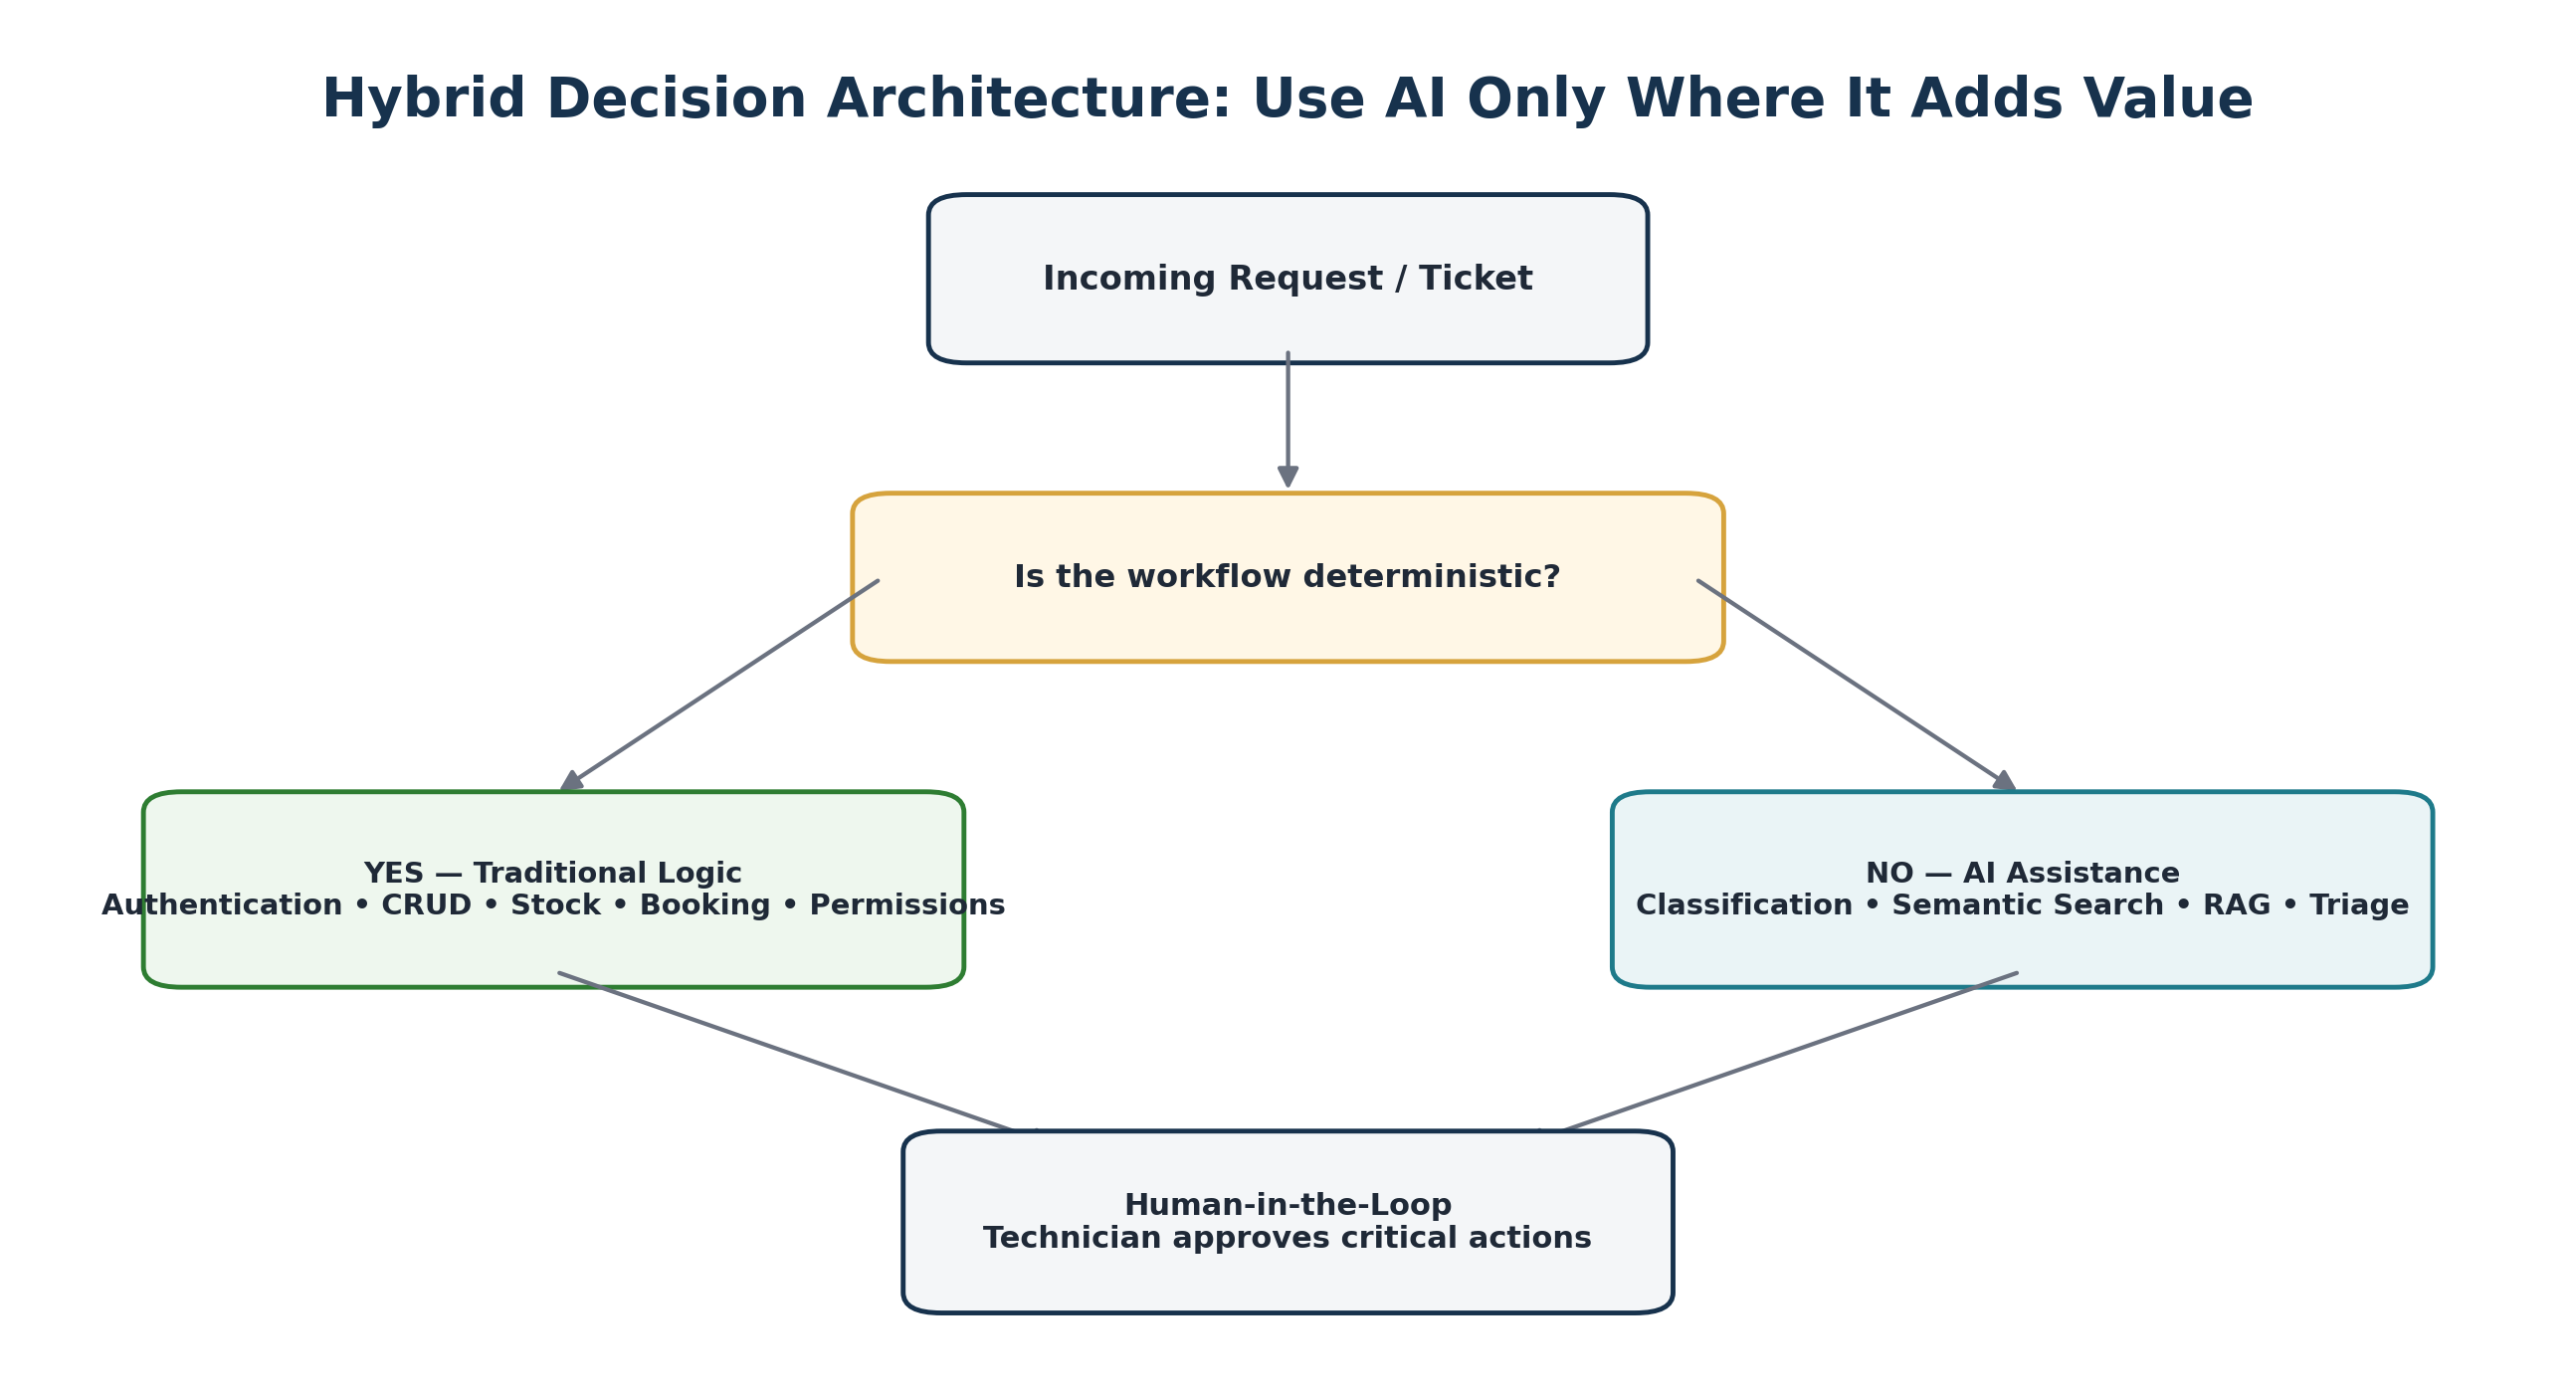 Hybrid Decision Architecture: Use AI Only Where It Adds Value
Incoming Request / Ticket
Is the workflow deterministic?
YES — Traditional Logic
Authentication • CRUD • Stock • Booking • Permissions
NO — AI Assistance
Classification • Semantic Search • RAG • Triage
Human-in-the-Loop
Technician approves critical actions